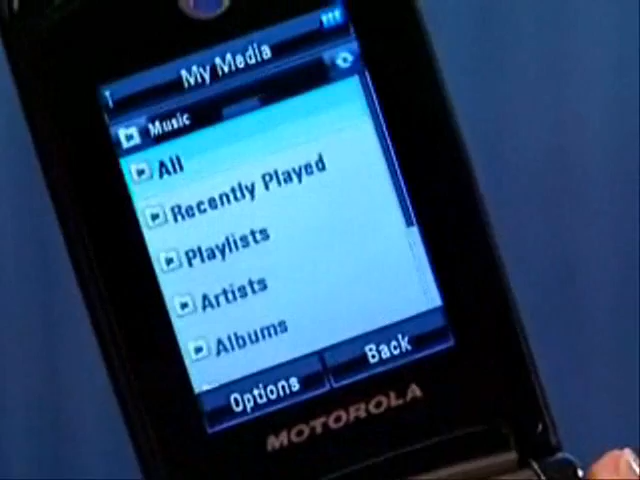 My Media
Music
All
Recently Played
Playlists
Artists
Albums
Options
Back
MOTOROLA